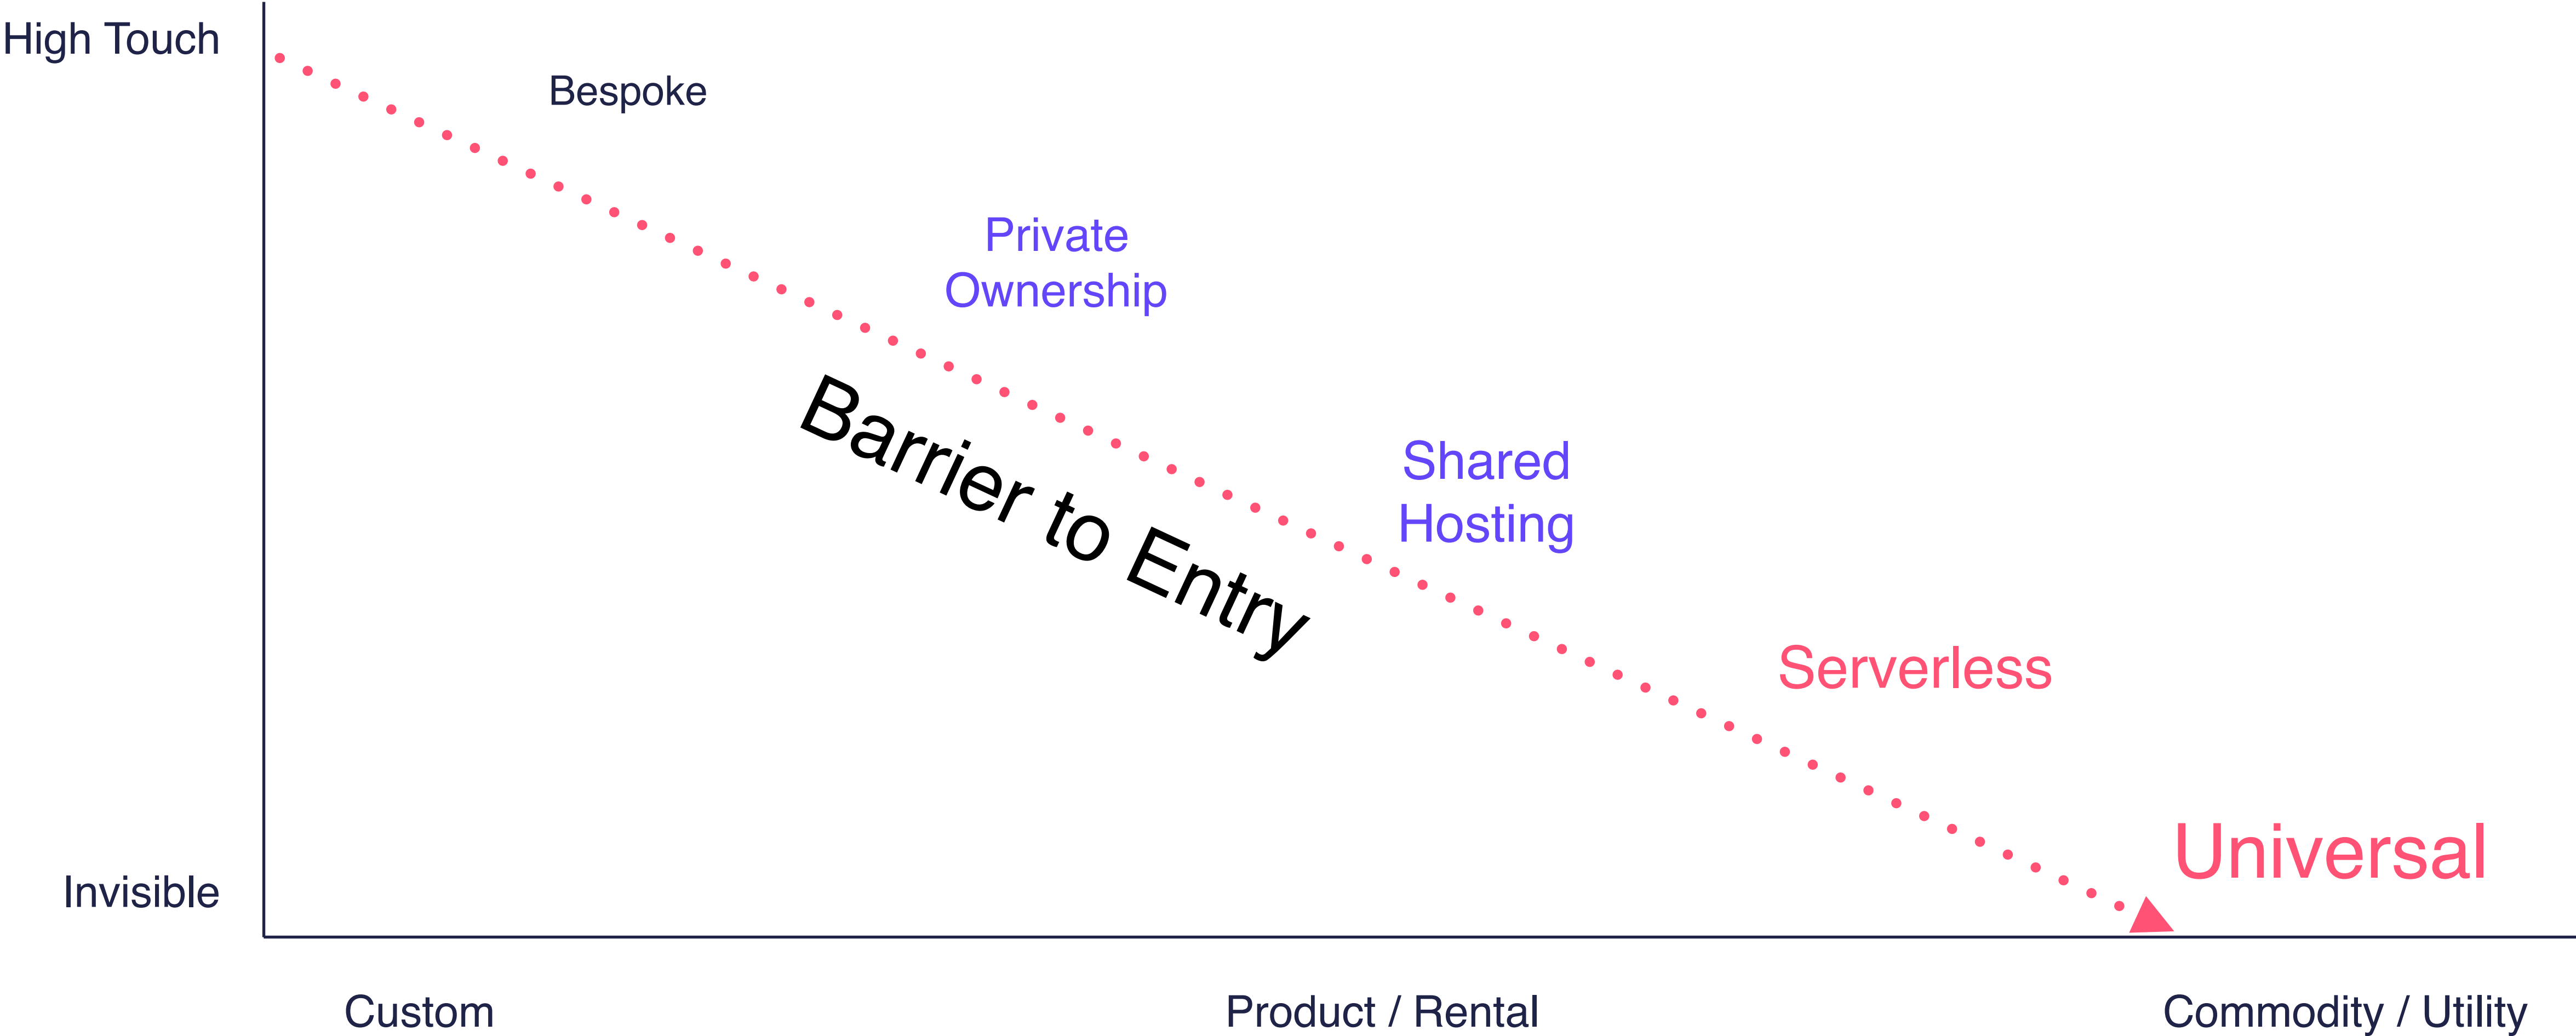 High Touch
Bespoke
Private
Ownership
Barrier to Entry
Shared
Hosting
Serverless
Universal
Invisible
Custom
Product / Rental
Commodity / Utility